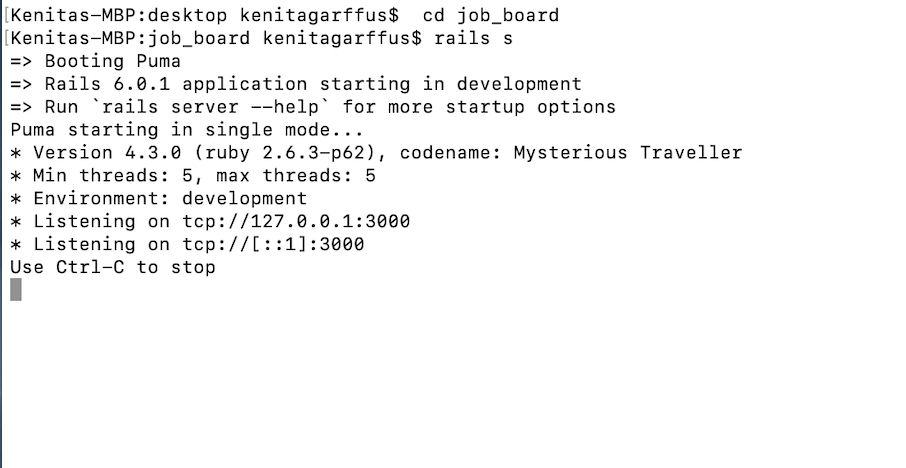 [Kenitas-MBP:desktop kenitagarffus$  cd job_board
[Kenitas-MBP:job_board kenitagarffus$ rails s
=> Booting Puma
=> Rails 6.0.1 application starting in development
=> Run `rails server --help` for more startup options
Puma starting in single mode...
* Version 4.3.0 (ruby 2.6.3-p62), codename: Mysterious Traveller
* Min threads: 5, max threads: 5
* Environment: development
* Listening on tcp://127.0.0.1:3000
* Listening on tcp://[::1]:3000
Use Ctrl-C to stop